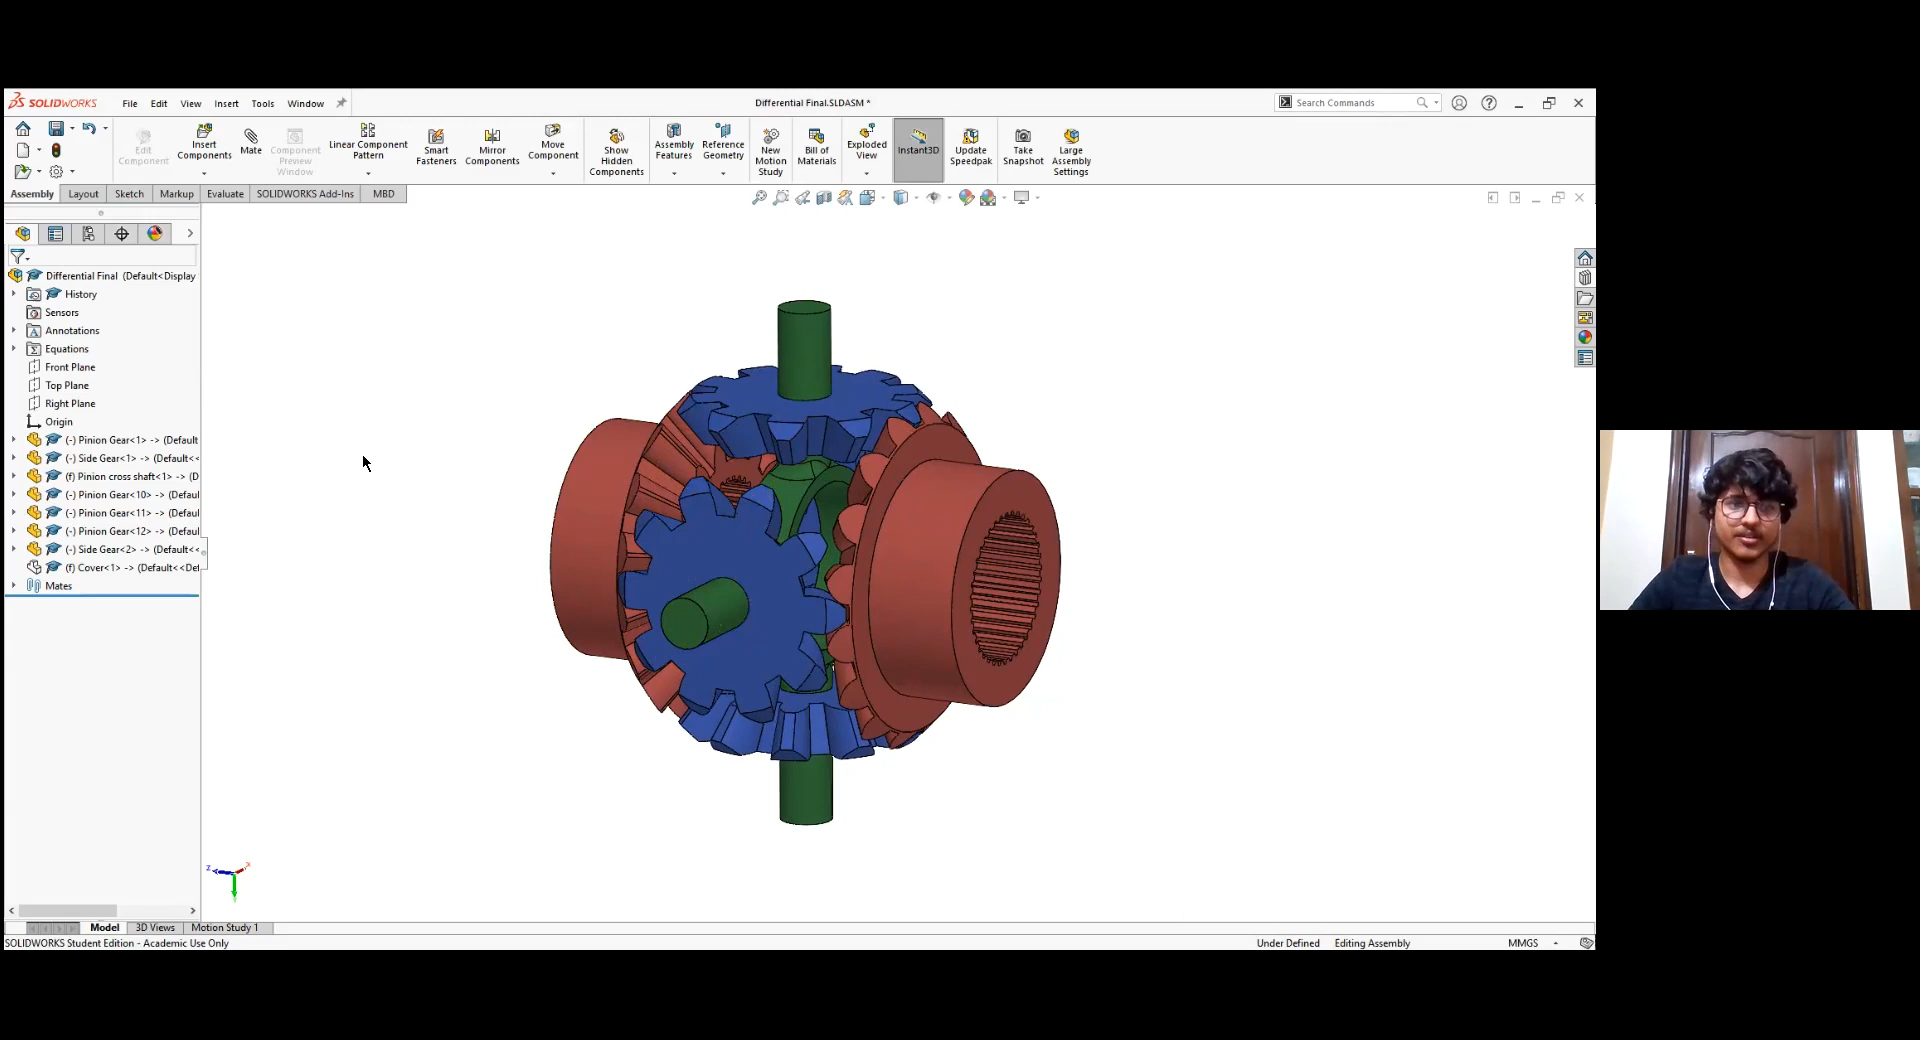 SOLIDWORKS File Edit View Insert Tools Window Differential Final.SLDASM * Search Commands
Edit Component
Insert Components
Mate
Component Preview Window
Linear Component Pattern
Smart Fasteners
Mirror Components
Move Component
Show Hidden Components
Assembly Features
Reference Geometry
New Motion Study
Bill of Materials
Exploded View
Instant3D
Update Speedpak
Take Snapshot
Large Assembly Settings
Assembly Layout Sketch Markup Evaluate SOLIDWORKS Add-Ins MBD
Differential Final (Default<Display
History
Sensors
Annotations
Equations
Front Plane
Top Plane
Right Plane
Origin
(-) Pinion Gear<1> -> (Default
(-) Side Gear<1> -> (Default<<
(f) Pinion cross shaft<1> -> (D
(-) Pinion Gear<10> -> (Defaul
(-) Pinion Gear<11> -> (Defaul
(-) Pinion Gear<12> -> (Defaul
(-) Side Gear<2> -> (Default<<
(f) Cover<1> -> (Default<<Def
Mates
z x
Model 3D Views Motion Study 1
SOLIDWORKS Student Edition - Academic Use Only Under Defined Editing Assembly MMGS